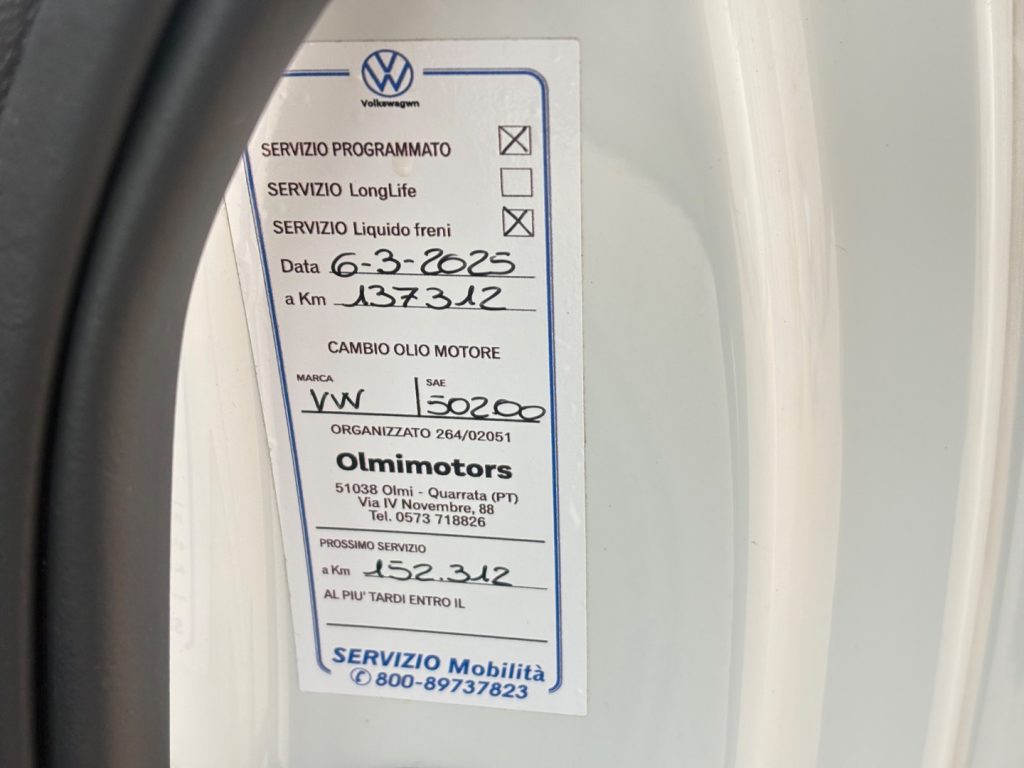 Volkswagwn
SERVIZIO PROGRAMMATO
SERVIZIO LongLife
SERVIZIO Liquido freni
Data 6-3-2025
a Km 137312
CAMBIO OLIO MOTORE
MARCA SAE
VW 50200
ORGANIZZATO 264/02051
Olmimotors
51038 Olmi - Quarrata (PT)
Via IV Novembre, 88
Tel. 0573 718826
PROSSIMO SERVIZIO
a Km 152.312
AL PIU' TARDI ENTRO IL
SERVIZIO Mobilità
✆ 800-89737823